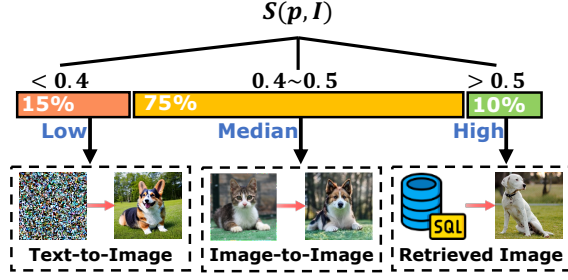 S(p, I)
< 0.4
0.4~0.5
> 0.5
15%
75%
10%
Low
Median
High
SQL
Text-to-Image
Image-to-Image
Retrieved Image